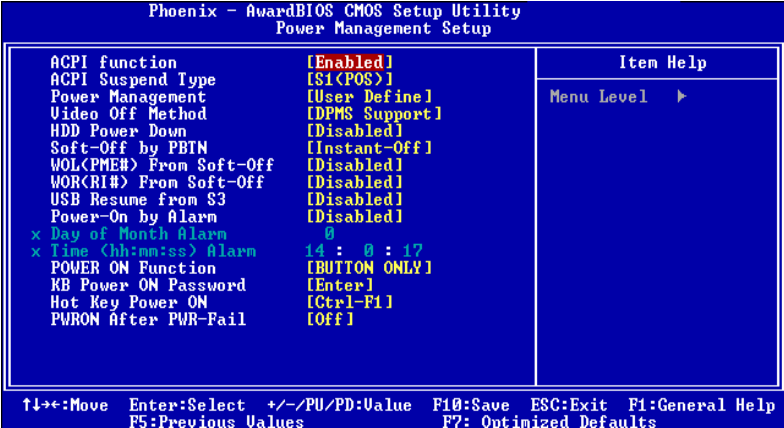 Phoenix - AwardBIOS CMOS Setup Utility
Power Management Setup
ACPI function [Enabled]
ACPI Suspend Type [S1(POS)]
Power Management [User Define]
Video Off Method [DPMS Support]
HDD Power Down [Disabled]
Soft-Off by PBTN [Instant-Off]
WOL(PME#) From Soft-Off [Disabled]
WOR(RI#) From Soft-Off [Disabled]
USB Resume from S3 [Disabled]
Power-On by Alarm [Disabled]
x Day of Month Alarm 0
x Time (hh:mm:ss) Alarm 14 : 0 : 17
POWER ON Function [BUTTON ONLY]
KB Power ON Password [Enter]
Hot Key Power ON [Ctrl-F1]
PWRON After PWR-Fail [Off]
Item Help
Menu Level ▶
↑↓→←:Move Enter:Select +/-/PU/PD:Value F10:Save ESC:Exit F1:General Help
F5:Previous Values F7: Optimized Defaults